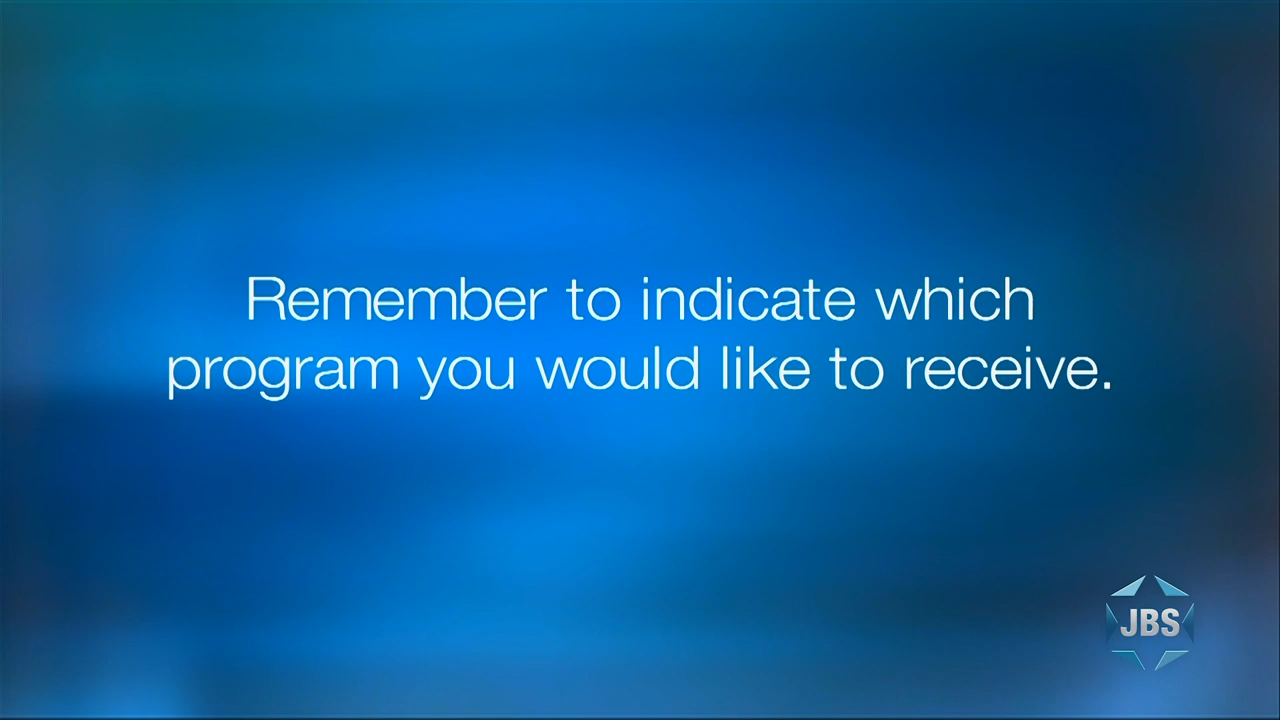 Remember to indicate which
program you would like to receive.
JBS